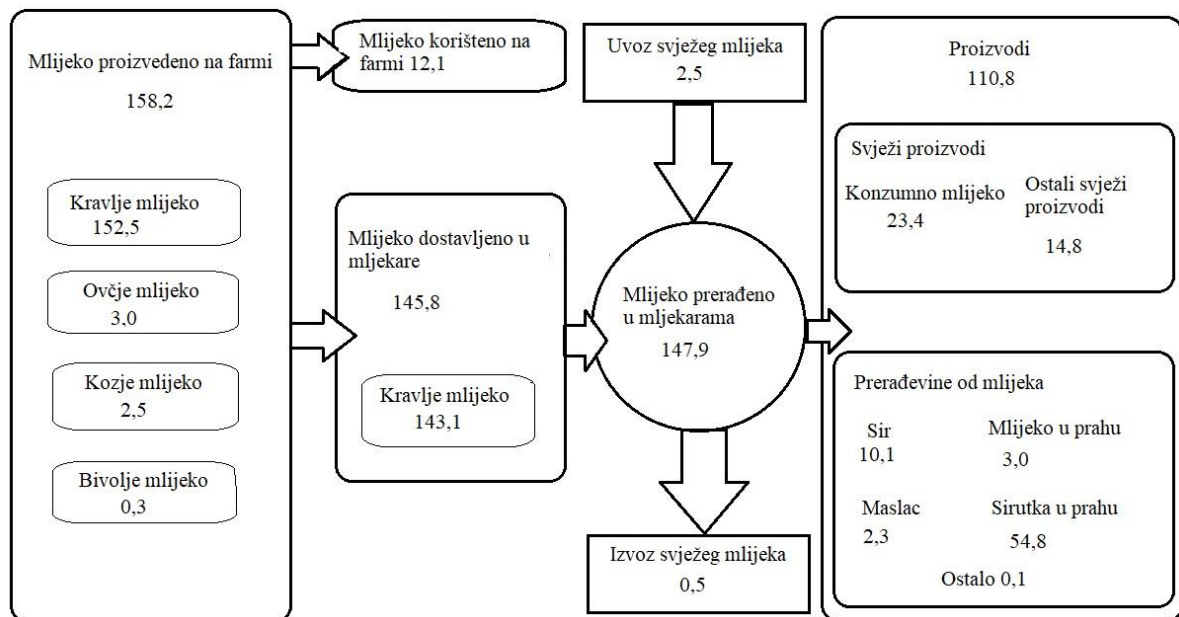 Mlijeko proizvedeno na farmi
158,2
Kravlje mlijeko
152,5
Ovčje mlijeko
3,0
Kozje mlijeko
2,5
Bivolje mlijeko
0,3
Mlijeko korišteno na
farmi 12,1
Mlijeko dostavljeno u
mljekare
145,8
Kravlje mlijeko
143,1
Uvoz svježeg mlijeka
2,5
Mlijeko prerađeno
u mljekarama
147,9
Izvoz svježeg mlijeka
0,5
Proizvodi
110,8
Svježi proizvodi
Konzumno mlijeko
23,4
Ostali svježi
proizvodi
14,8
Prerađevine od mlijeka
Sir
10,1
Mlijeko u prahu
3,0
Maslac
2,3
Sirutka u prahu
54,8
Ostalo 0,1